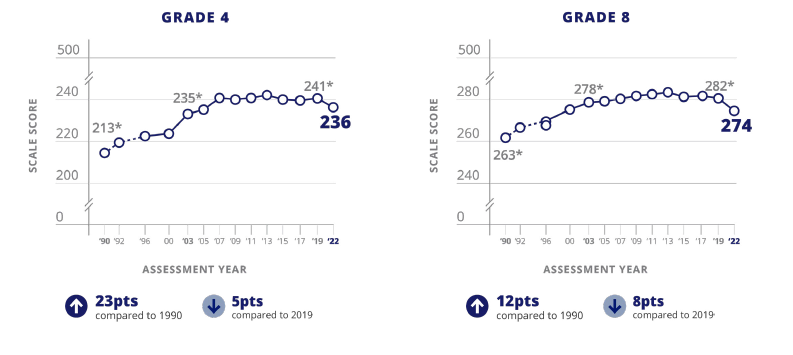 GRADE 4
500
240
220
200
0
SCALE SCORE
213*
235*
241*
236
'90 '92 '96 00 '03 '05 '07 '09 '11 '13 '15 '17 '19 '22
ASSESSMENT YEAR
23pts
compared to 1990
5pts
compared to 2019
GRADE 8
500
280
260
240
0
SCALE SCORE
263*
278*
282*
274
'90 '92 '96 00 '03 '05 '07 '09 '11 '13 '15 '17 '19 '22
ASSESSMENT YEAR
12pts
compared to 1990
8pts
compared to 2019